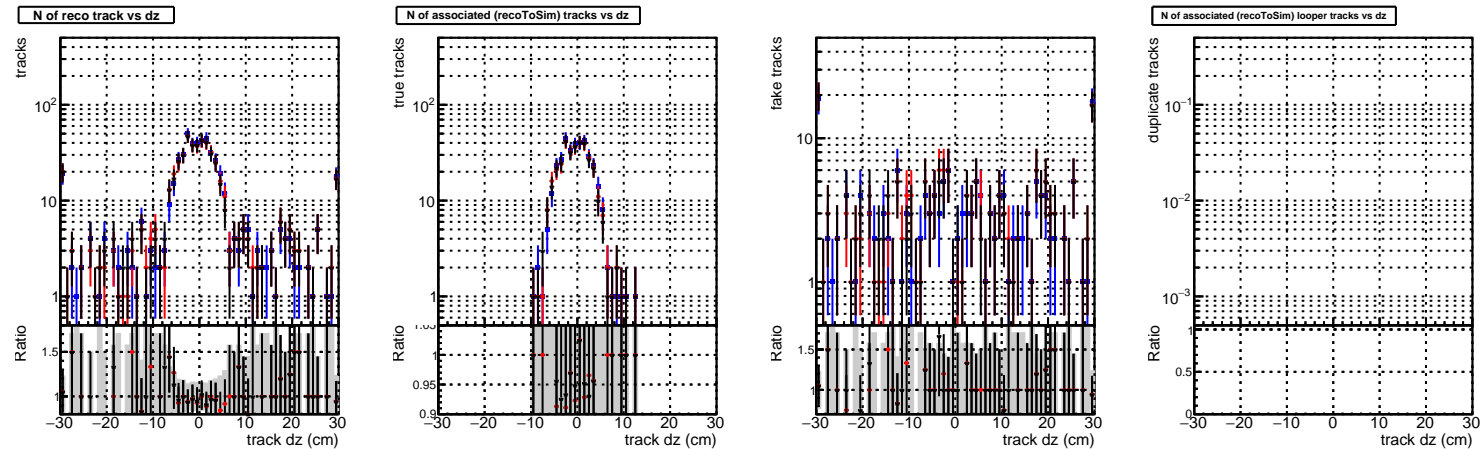 N of reco track vs dz
tracks
10²
10
1
Ratio
1.5
1
−30 −20 −10 0 10 20 30
track dz (cm)
N of associated (recoToSim) tracks vs dz
true tracks
10²
10
1
Ratio
1
0.95
0.9
−30 −20 −10 0 10 20 30
track dz (cm)
fake tracks
10
1
Ratio
1.5
1
−30 −20 −10 0 10 20 30
track dz (cm)
N of associated (recoToSim) looper tracks vs dz
duplicate tracks
10⁻¹
10⁻²
10⁻³
Ratio
1
0.5
0
−30 −20 −10 0 10 20 30
track dz (cm)